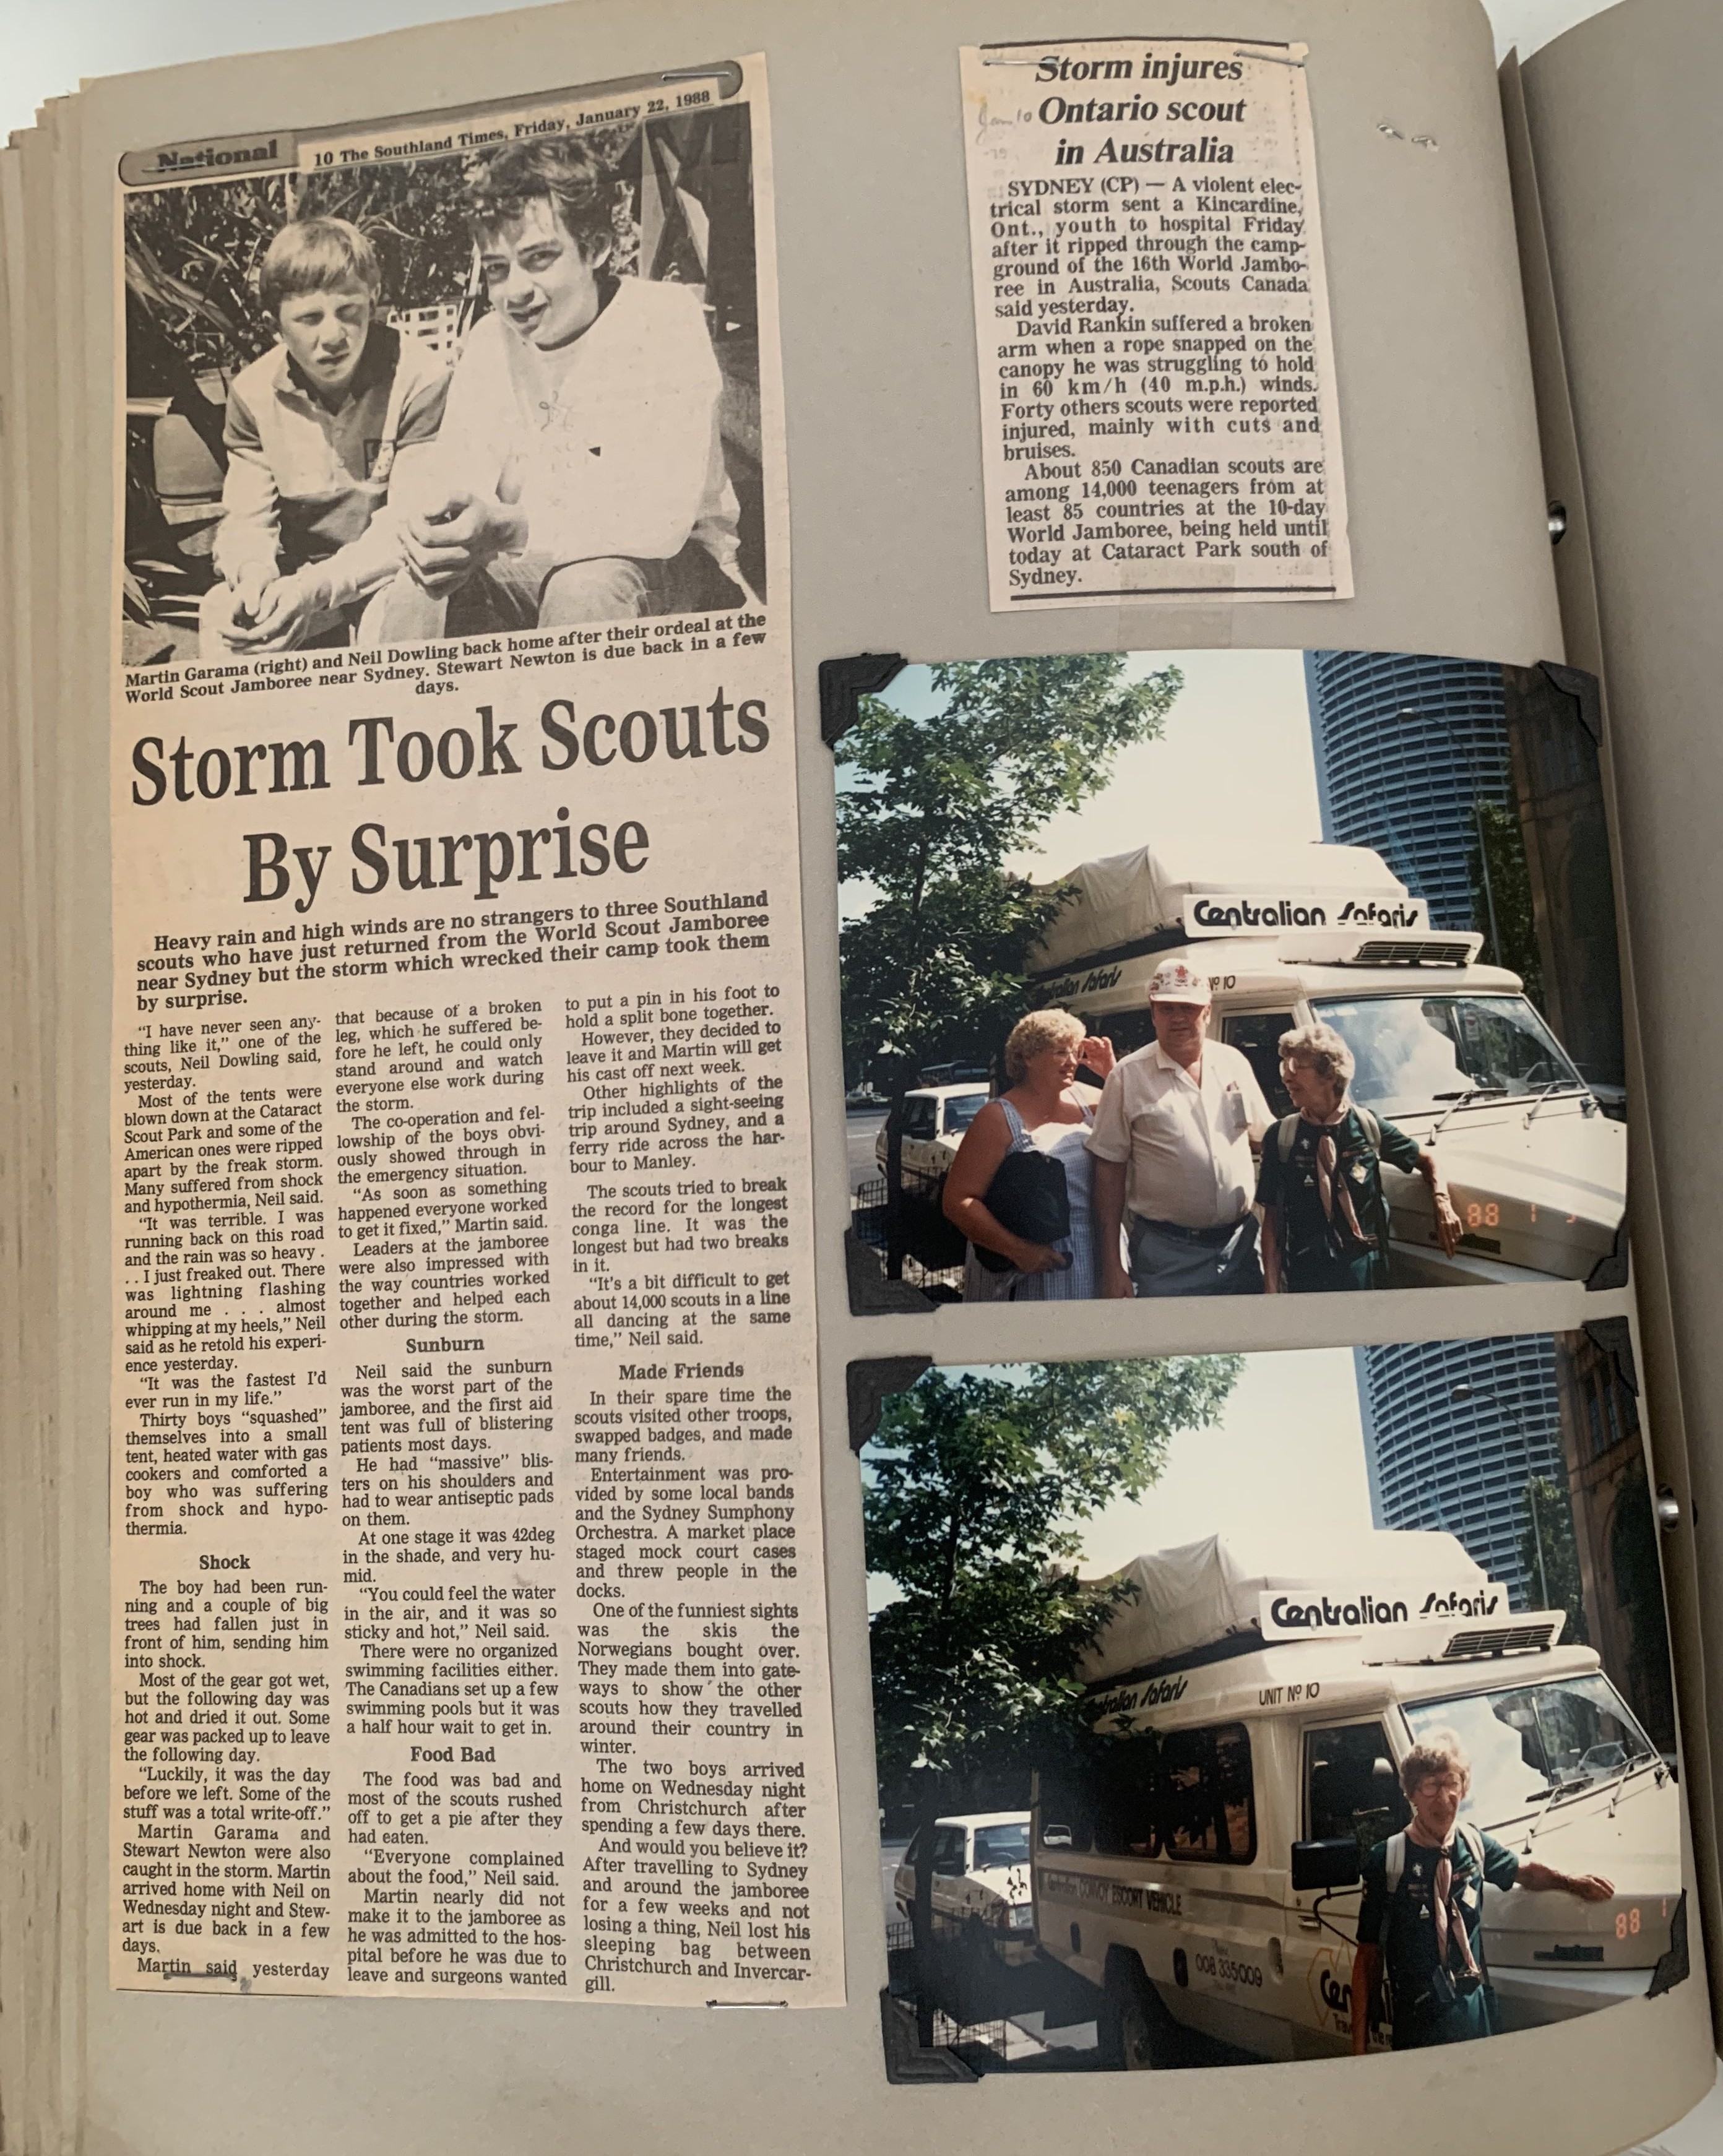 National
10 The Southland Times, Friday, January 22, 1988
Martin Garama (right) and Neil Dowling back home after their ordeal at the
World Scout Jamboree near Sydney. Stewart Newton is due back in a few
days.
Storm Took Scouts
By Surprise
Heavy rain and high winds are no strangers to three Southland
scouts who have just returned from the World Scout Jamboree
near Sydney but the storm which wrecked their camp took them
by surprise.
"I have never seen any-
thing like it," one of the
scouts, Neil Dowling said,
yesterday.
Most of the tents were
blown down at the Cataract
Scout Park and some of the
American ones were ripped
apart by the freak storm.
Many suffered from shock
and hypothermia, Neil said.
"It was terrible. I was
running back on this road
and the rain was so heavy .
. . I just freaked out. There
was lightning flashing
around me . . . almost
whipping at my heels," Neil
said as he retold his experi-
ence yesterday.
"It was the fastest I'd
ever run in my life."
Thirty boys "squashed"
themselves into a small
tent, heated water with gas
cookers and comforted a
boy who was suffering
from shock and hypo-
thermia.
Shock
The boy had been run-
ning and a couple of big
trees had fallen just in
front of him, sending him
into shock.
Most of the gear got wet,
but the following day was
hot and dried it out. Some
gear was packed up to leave
the following day.
"Luckily, it was the day
before we left. Some of the
stuff was a total write-off."
Martin Garama and
Stewart Newton were also
caught in the storm. Martin
arrived home with Neil on
Wednesday night and Stew-
art is due back in a few
days.
Martin said yesterday
that because of a broken
leg, which he suffered be-
fore he left, he could only
stand around and watch
everyone else work during
the storm.
The co-operation and fel-
lowship of the boys obvi-
ously showed through in
the emergency situation.
"As soon as something
happened everyone worked
to get it fixed," Martin said.
Leaders at the jamboree
were also impressed with
the way countries worked
together and helped each
other during the storm.
Sunburn
Neil said the sunburn
was the worst part of the
jamboree, and the first aid
tent was full of blistering
patients most days.
He had "massive" blis-
ters on his shoulders and
had to wear antiseptic pads
on them.
At one stage it was 42deg
in the shade, and very hu-
mid.
"You could feel the water
in the air, and it was so
sticky and hot," Neil said.
There were no organized
swimming facilities either.
The Canadians set up a few
swimming pools but it was
a half hour wait to get in.
Food Bad
The food was bad and
most of the scouts rushed
off to get a pie after they
had eaten.
"Everyone complained
about the food," Neil said.
Martin nearly did not
make it to the jamboree as
he was admitted to the hos-
pital before he was due to
leave and surgeons wanted
to put a pin in his foot to
hold a split bone together.
However, they decided to
leave it and Martin will get
his cast off next week.
Other highlights of the
trip included a sight-seeing
trip around Sydney, and a
ferry ride across the har-
bour to Manley.
The scouts tried to break
the record for the longest
conga line. It was the
longest but had two breaks
in it.
"It's a bit difficult to get
about 14,000 scouts in a line
all dancing at the same
time," Neil said.
Made Friends
In their spare time the
scouts visited other troops,
swapped badges, and made
many friends.
Entertainment was pro-
vided by some local bands
and the Sydney Sumphony
Orchestra. A market place
staged mock court cases
and threw people in the
docks.
One of the funniest sights
was the skis the
Norwegians bought over.
They made them into gate-
ways to show the other
scouts how they travelled
around their country in
winter.
The two boys arrived
home on Wednesday night
from Christchurch after
spending a few days there.
And would you believe it?
After travelling to Sydney
and around the jamboree
for a few weeks and not
losing a thing, Neil lost his
sleeping bag between
Christchurch and Invercar-
gill.
Storm injures
Ontario scout
in Australia
Jan 10
SYDNEY (CP) — A violent elec-
trical storm sent a Kincardine,
Ont., youth to hospital Friday
after it ripped through the camp-
ground of the 16th World Jambo-
ree in Australia, Scouts Canada
said yesterday.
David Rankin suffered a broken
arm when a rope snapped on the
canopy he was struggling to hold
in 60 km/h (40 m.p.h.) winds.
Forty others scouts were reported
injured, mainly with cuts and
bruises.
About 850 Canadian scouts are
among 14,000 teenagers from at
least 85 countries at the 10-day
World Jamboree, being held until
today at Cataract Park south of
Sydney.
Centralian Safaris
Centralian Safaris
Nº 10
88 1
Centralian Safaris
Centralian Safaris
UNIT Nº 10
CONVOY ESCORT VEHICLE
008 335009
Cen
88 1